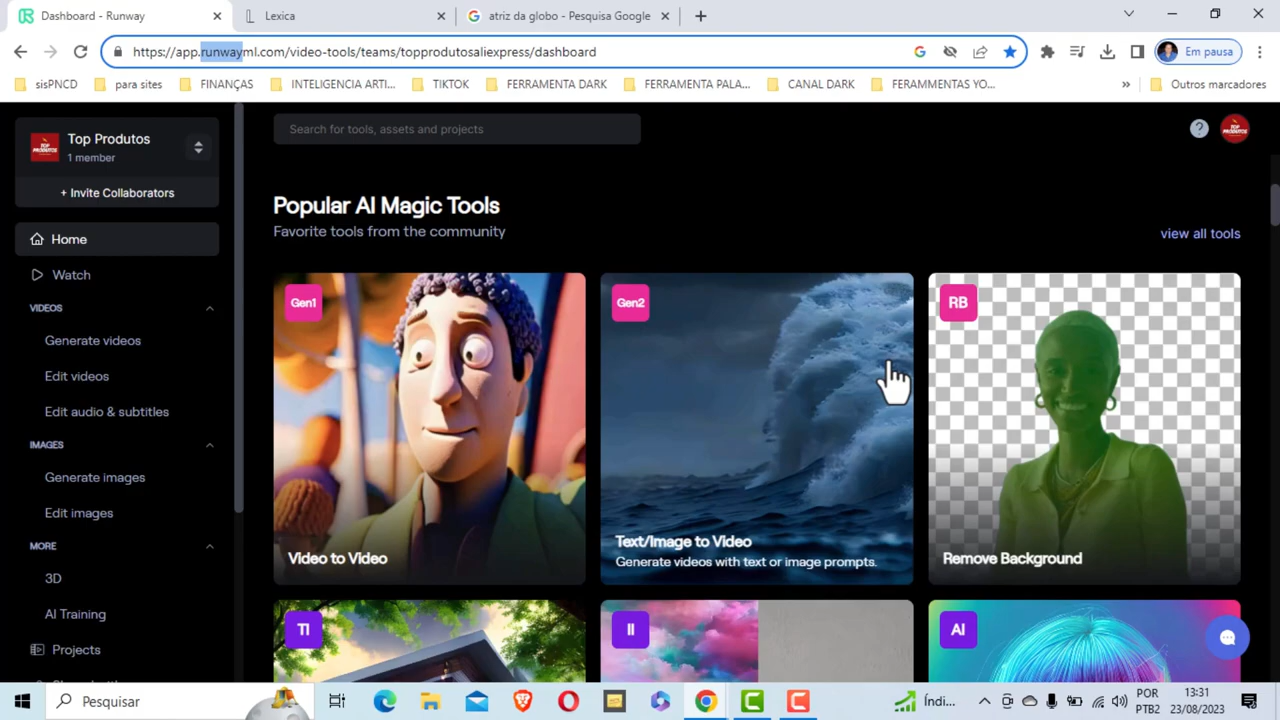 Dashboard - Runway
Lexica
atriz da globo - Pesquisa Google
https://app.runwayml.com/video-tools/teams/topprodutosaliexpress/dashboard
Em pausa
sisPNCD
para sites
FINANÇAS
INTELIGENCIA ARTI...
TIKTOK
FERRAMENTA DARK
FERRAMENTA PALA...
CANAL DARK
FERAMMENTAS YO...
»
Outros marcadores
TOP PRODUTOS
Top Produtos
1 member
+ Invite Collaborators
Search for tools, assets and projects
?
TOP PRODUTOS
Home
Watch
VIDEOS
Generate videos
Edit videos
Edit audio & subtitles
IMAGES
Generate images
Edit images
MORE
3D
AI Training
Projects
Popular AI Magic Tools
Favorite tools from the community
view all tools
Gen1
Video to Video
Gen2
Text/Image to Video
Generate videos with text or image prompts.
RB
Remove Background
TI
II
AI
Pesquisar
Índi...
POR
PTB2
13:31
23/08/2023